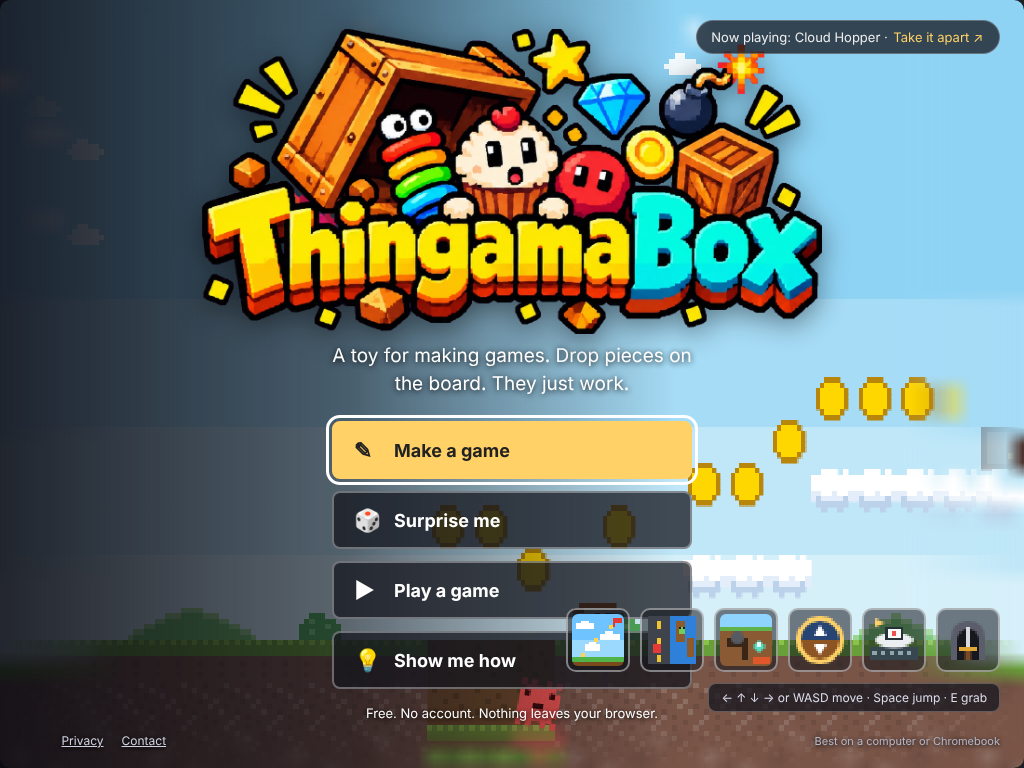 Now playing: Cloud Hopper · Take it apart ↗
ThingamaBox
A toy for making games. Drop pieces on
the board. They just work.
Make a game
Surprise me
Play a game
Show me how
← ↑ ↓ → or WASD move · Space jump · E grab
Free. No account. Nothing leaves your browser.
Privacy Contact
Best on a computer or Chromebook